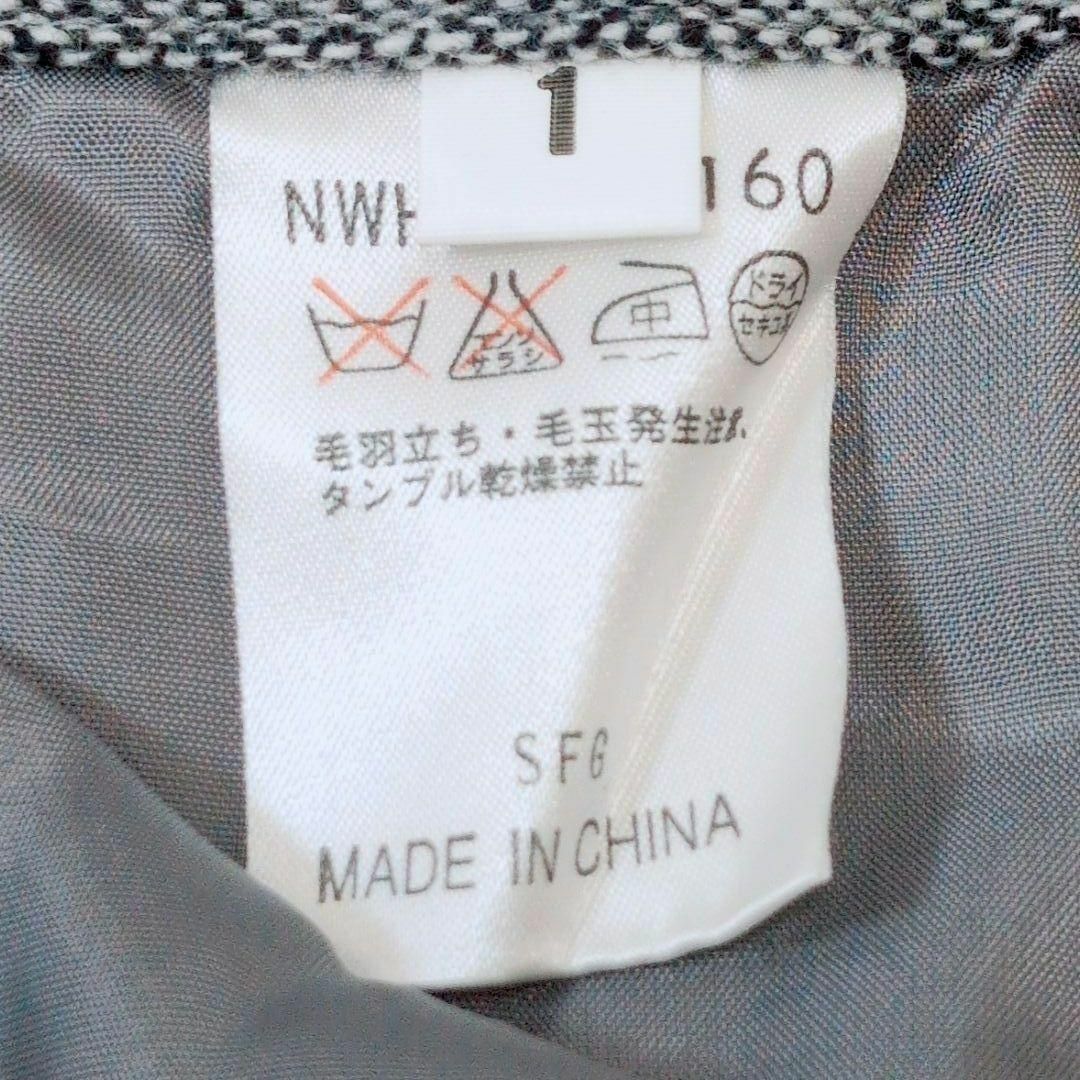 1
NWH 160
エンソ
サラシ
中
ドライ
セキユ系
毛羽立ち・毛玉発生注意、
タンブル乾燥禁止
SFG
MADE IN CHINA